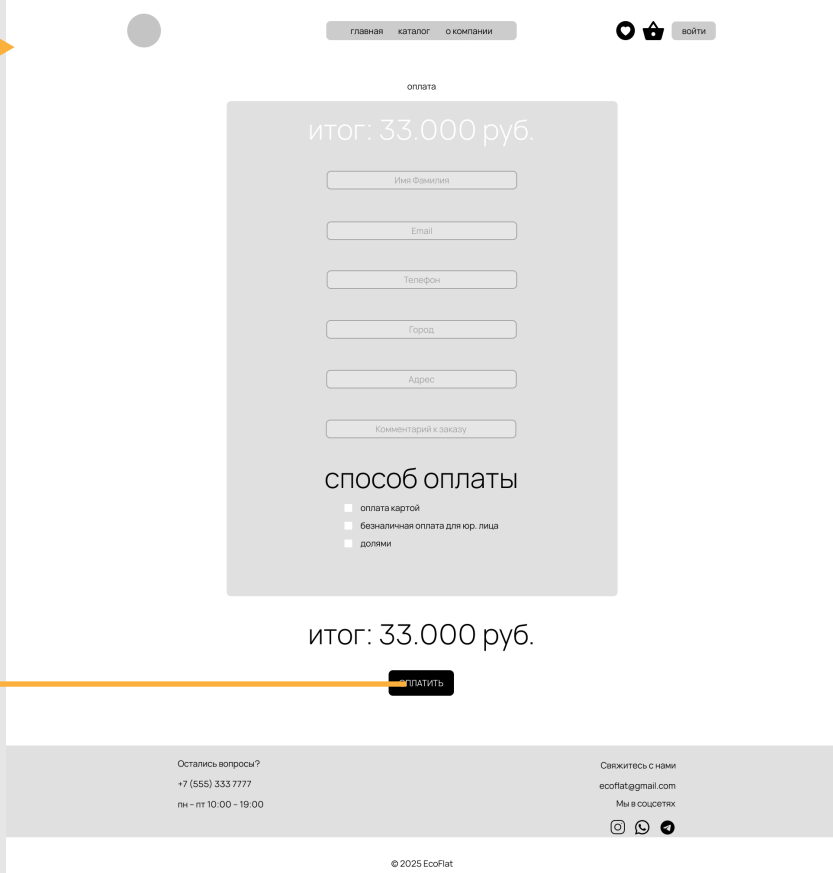 главная каталог о компании войти
оплата
итог: 33.000 руб.
Имя Фамилия
Email
Телефон
Город
Адрес
Комментарий к заказу
способ оплаты
оплата картой
безналичная оплата для юр. лица
долями
итог: 33.000 руб.
ОПЛАТИТЬ
Остались вопросы?
+7 (555) 333 7777
пн – пт 10:00 – 19:00
Свяжитесь с нами
ecoflat@gmail.com
Мы в соцсетях
© 2025 EcoFlat